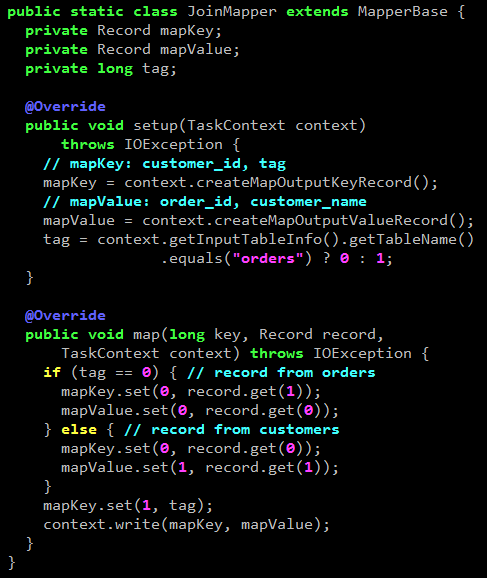 public static class JoinMapper extends MapperBase {
  private Record mapKey;
  private Record mapValue;
  private long tag;

  @Override
  public void setup(TaskContext context)
      throws IOException {
    // mapKey: customer_id, tag
    mapKey = context.createMapOutputKeyRecord();
    // mapValue: order_id, customer_name
    mapValue = context.createMapOutputValueRecord();
    tag = context.getInputTableInfo().getTableName()
                 .equals("orders") ? 0 : 1;
  }

  @Override
  public void map(long key, Record record,
      TaskContext context) throws IOException {
    if (tag == 0) { // record from orders
      mapKey.set(0, record.get(1));
      mapValue.set(0, record.get(0));
    } else { // record from customers
      mapKey.set(0, record.get(0));
      mapValue.set(1, record.get(1));
    }
    mapKey.set(1, tag);
    context.write(mapKey, mapValue);
  }
}